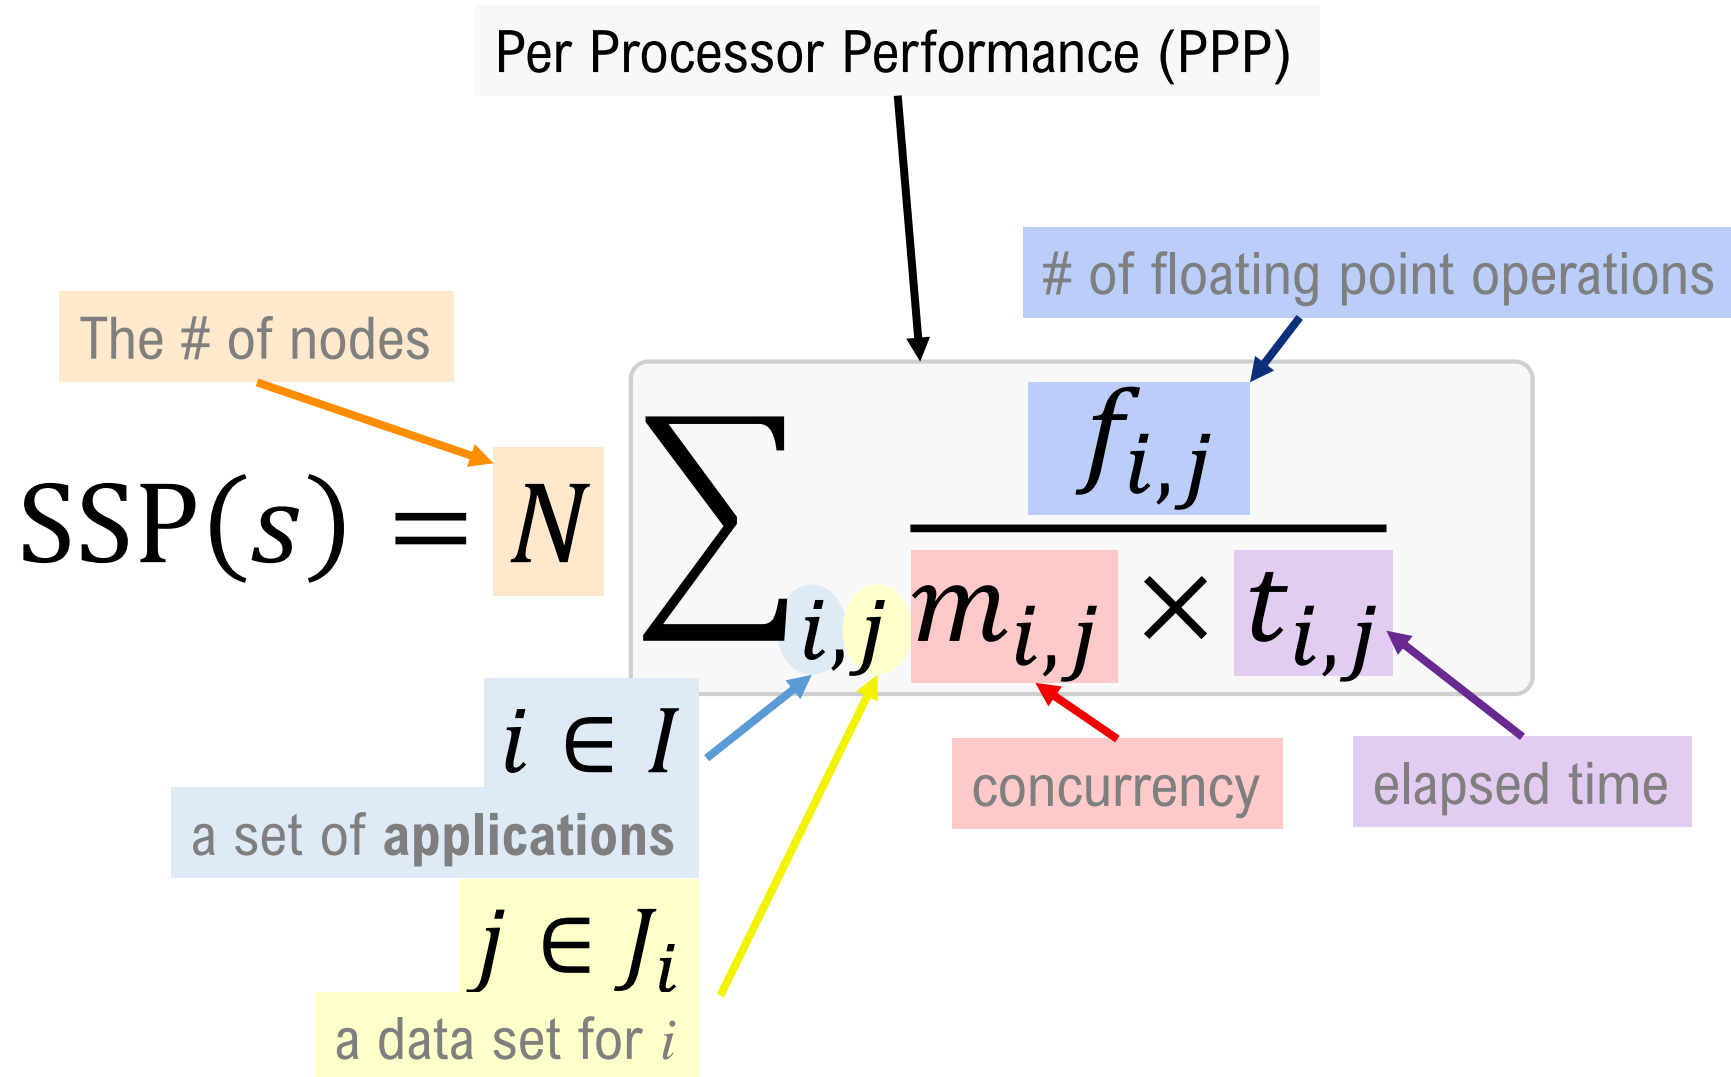 Per Processor Performance (PPP)
# of floating point operations
The # of nodes
SSP(s) = N ∑i,j fi,j / mi,j × ti,j
i ∈ I
a set of applications
concurrency
elapsed time
j ∈ Ji
a data set for i